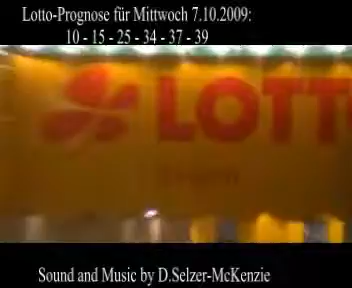 Lotto-Prognose für Mittwoch 7.10.2009:
10 - 15 - 25 - 34 - 37 - 39
LOTTO
Sound and Music by D.Selzer-McKenzie